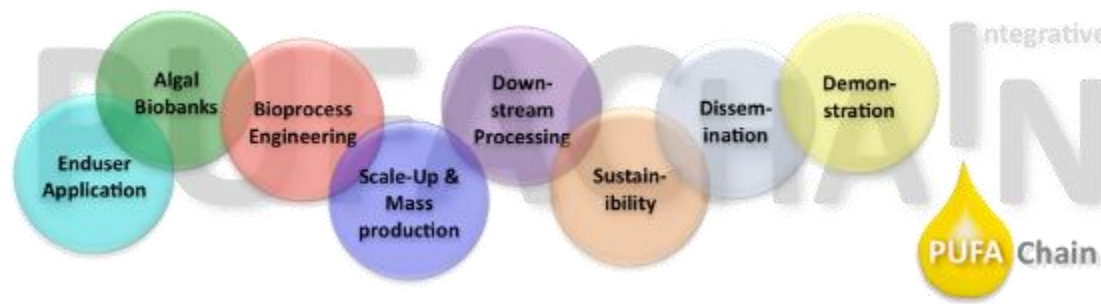 PUFACHAIN
ntegrative
Enduser
Application
Algal
Biobanks
Bioprocess
Engineering
Scale-Up &
Mass
production
Down-
stream
Processing
Sustain-
ibility
Dissem-
ination
Demon-
stration
PUFA Chain